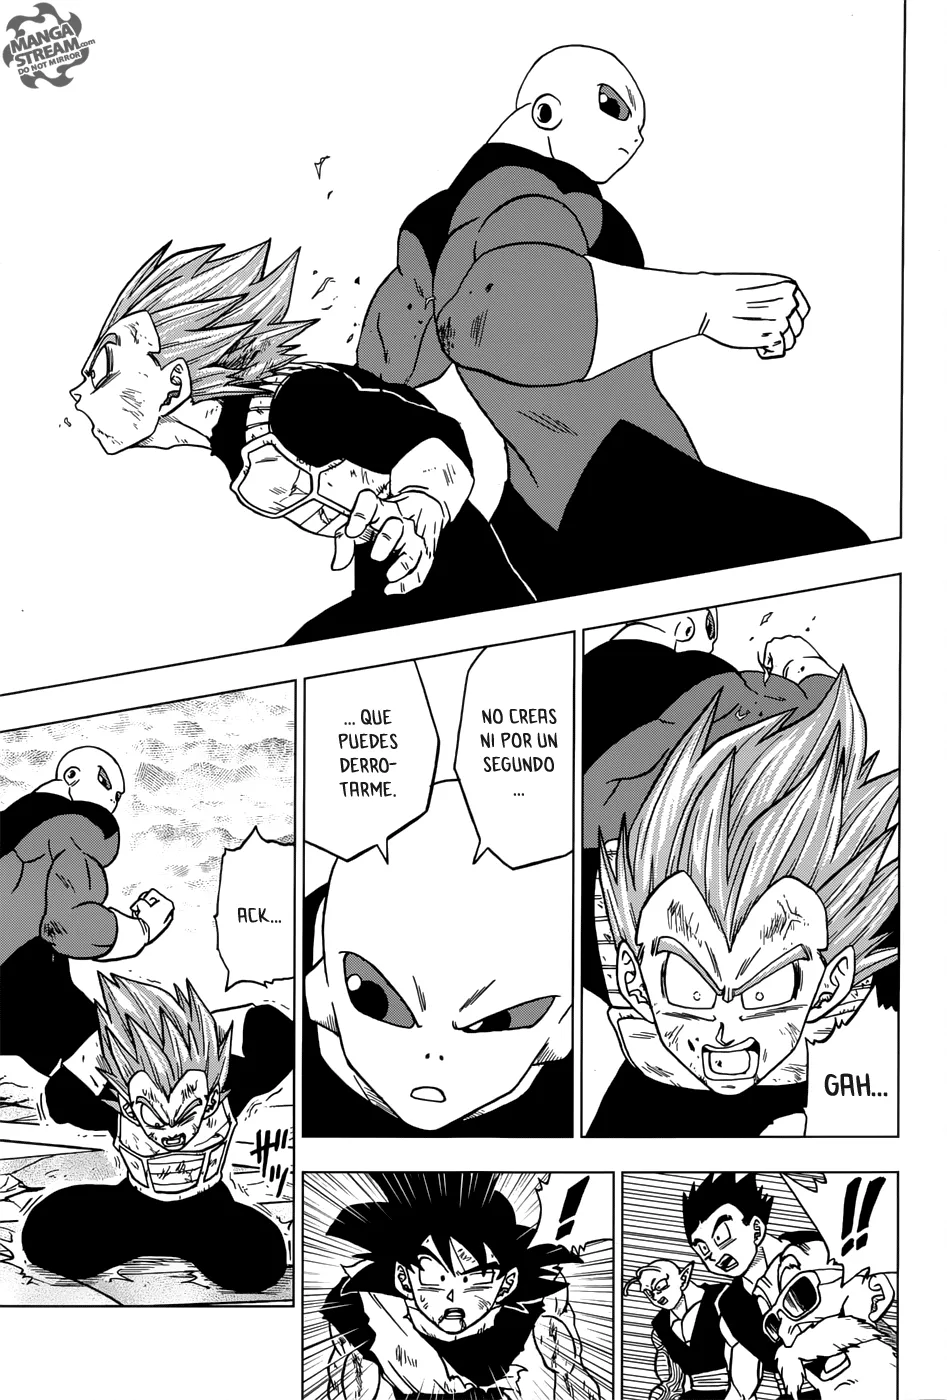 MANGA
STREAM.com
DO NOT MIRROR
GAH...
NO CREAS
NI POR UN
SEGUNDO
...
... QUE
PUEDES
DERRO-
TARME.
ACK...
!
!!